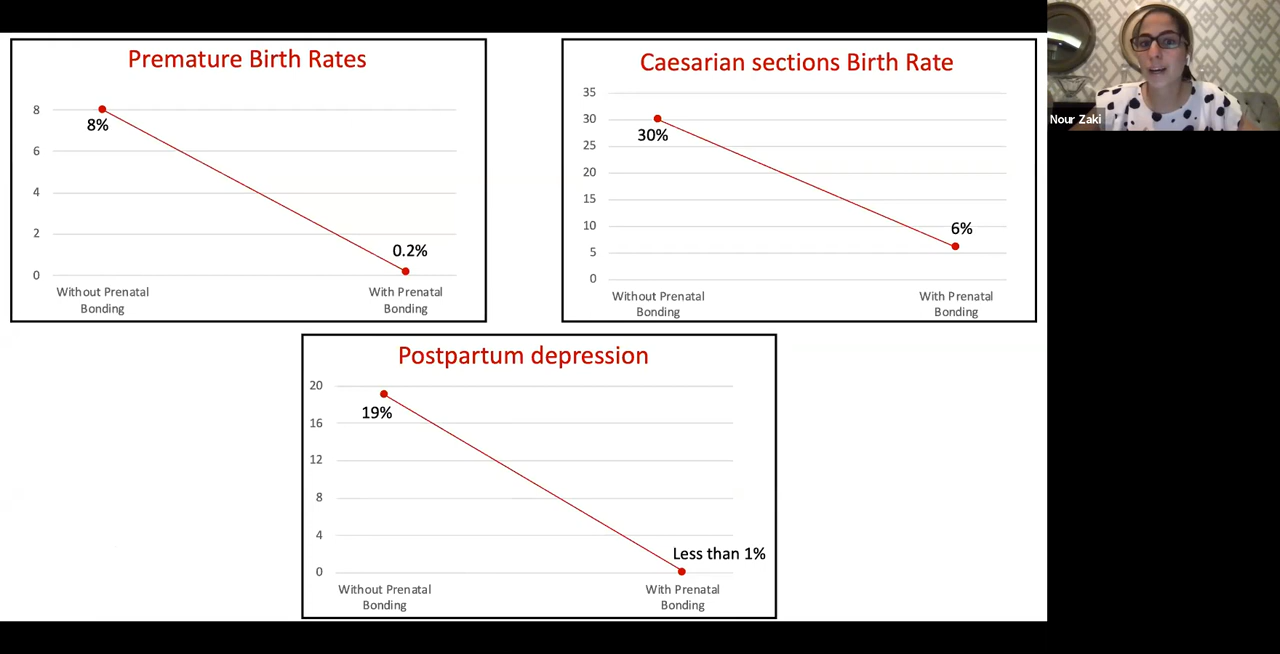 Premature Birth Rates
8
8%
6
4
2
0.2%
0
Without Prenatal
Bonding
With Prenatal
Bonding
Caesarian sections Birth Rate
35
30
30%
25
20
15
10
6%
5
0
Without Prenatal
Bonding
With Prenatal
Bonding
Nour Zaki
Postpartum depression
20
19%
16
12
8
4
Less than 1%
0
Without Prenatal
Bonding
With Prenatal
Bonding